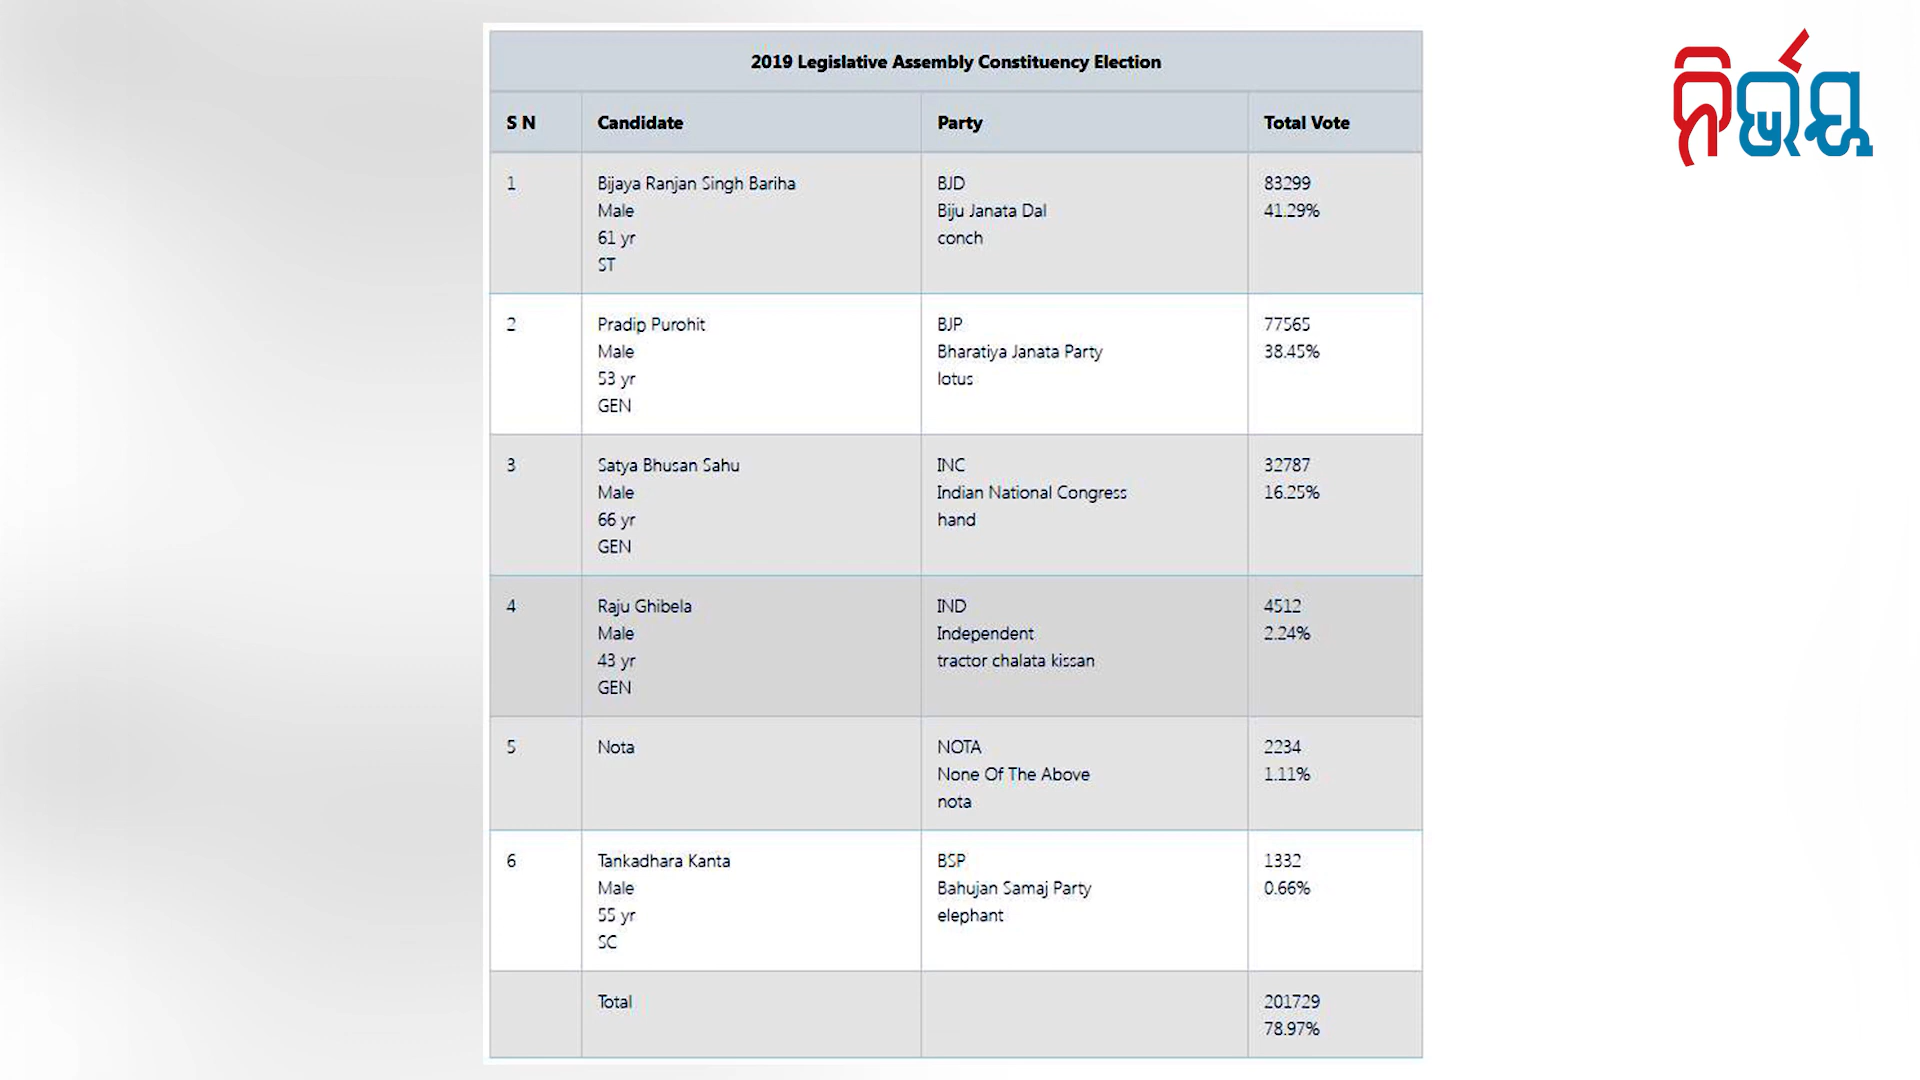 2019 Legislative Assembly Constituency Election
S N Candidate Party Total Vote
1 Bijaya Ranjan Singh Bariha BJD 83299
Male Biju Janata Dal 41.29%
61 yr conch
ST
2 Pradip Purohit BJP 77565
Male Bharatiya Janata Party 38.45%
53 yr lotus
GEN
3 Satya Bhusan Sahu INC 32787
Male Indian National Congress 16.25%
66 yr hand
GEN
4 Raju Ghibela IND 4512
Male Independent 2.24%
43 yr tractor chalata kissan
GEN
5 Nota NOTA 2234
None Of The Above 1.11%
nota
6 Tankadhara Kanta BSP 1332
Male Bahujan Samaj Party 0.66%
55 yr elephant
SC
Total 201729
78.97%
ନିର୍ଭୟ